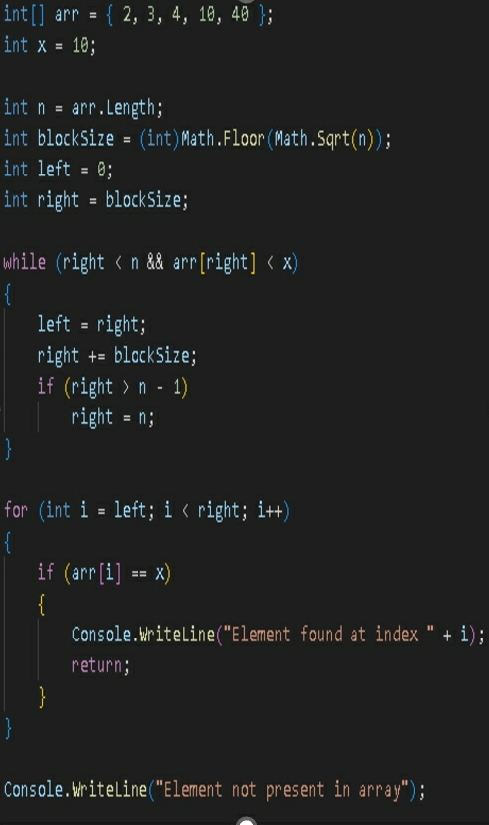 int[] arr = { 2, 3, 4, 10, 40 };
int x = 10;
int n = arr.Length;
int blockSize = (int)Math.Floor(Math.Sqrt(n));
int left = 0;
int right = blockSize;
while (right < n && arr[right] < x)
{
left = right;
right += blockSize;
if (right > n - 1)
right = n;
}
for (int i = left; i < right; i++)
{
if (arr[i] == x)
{
Console.WriteLine("Element found at index " + i);
return;
}
}
Console.WriteLine("Element not present in array");